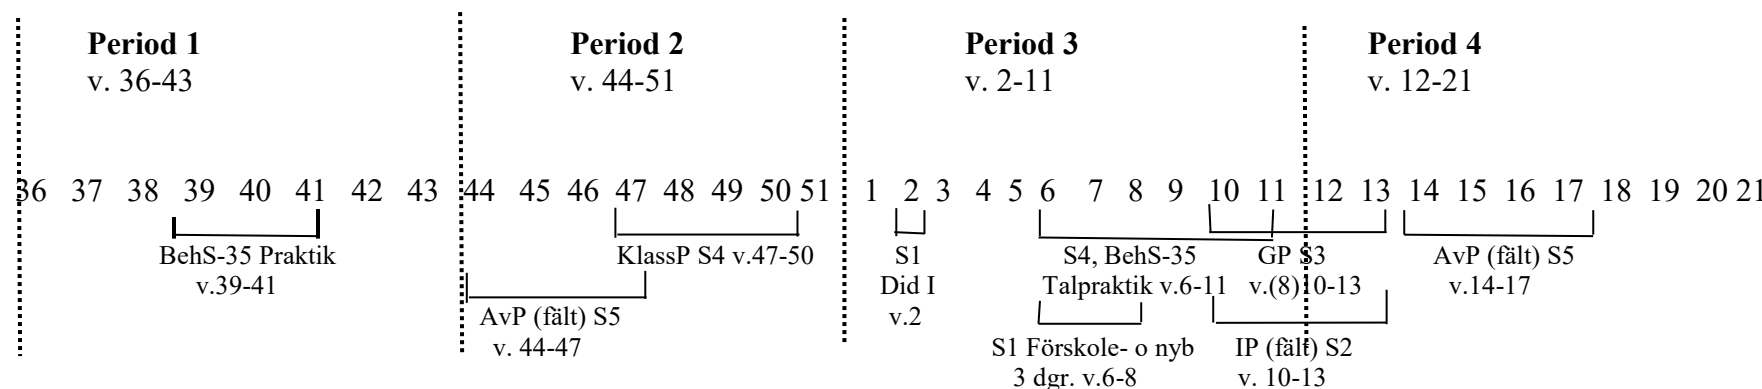 Period 1 Period 2 Period 3 Period 4
v. 36-43 v. 44-51 v. 2-11 v. 12-21
36 37 38 39 40 41 42 43 44 45 46 47 48 49 50 51 1 2 3 4 5 6 7 8 9 10 11 12 13 14 15 16 17 18 19 20 21
BehS-35 Praktik KlassP S4 v.47-50 S1 S4, BehS-35 GP S3 AvP (fält) S5
v.39-41 Did I Talpraktik v.6-11 v.(8)10-13 v.14-17
AvP (fält) S5 v.2
v. 44-47 S1 Förskole- o nyb IP (fält) S2
3 dgr. v.6-8 v. 10-13